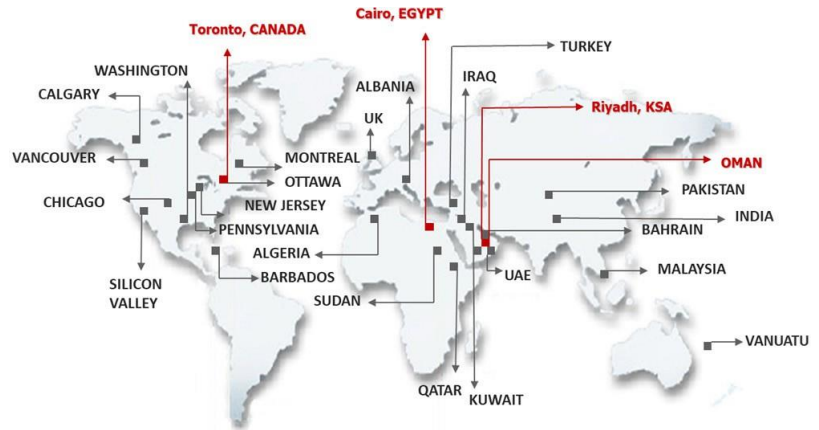 Cairo, EGYPT
Toronto, CANADA
TURKEY
WASHINGTON
IRAQ
ALBANIA
CALGARY
Riyadh, KSA
UK
VANCOUVER
MONTREAL
OMAN
OTTAWA
PAKISTAN
CHICAGO
NEW JERSEY
INDIA
PENNSYLVANIA
BAHRAIN
ALGERIA
BARBADOS
UAE
MALAYSIA
SILICON
VALLEY
SUDAN
VANUATU
QATAR
KUWAIT